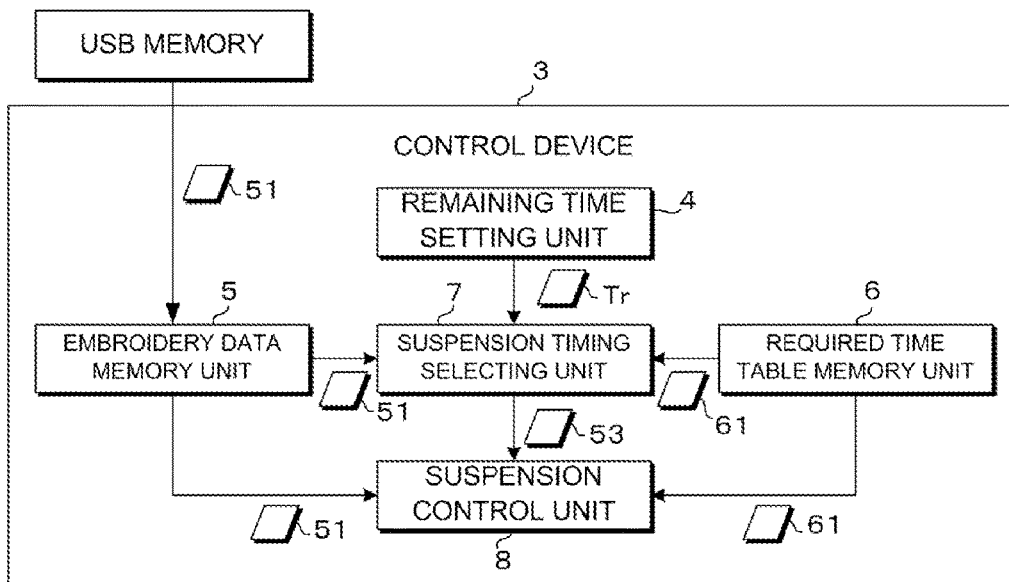 USB MEMORY
3
CONTROL DEVICE
51
REMAINING TIME
SETTING UNIT
4
Tr
5
7
6
EMBROIDERY DATA
MEMORY UNIT
SUSPENSION TIMING
SELECTING UNIT
REQUIRED TIME
TABLE MEMORY UNIT
51
61
53
SUSPENSION
CONTROL UNIT
51
61
8